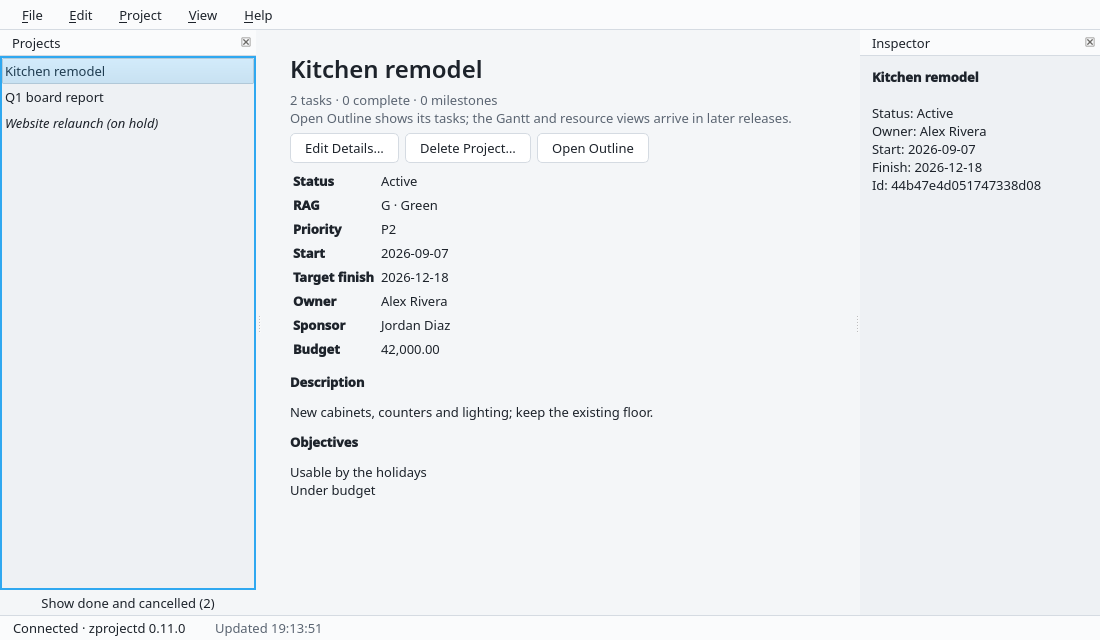 File Edit Project View Help
Projects
Kitchen remodel
Q1 board report
Website relaunch (on hold)
Show done and cancelled (2)
Kitchen remodel
2 tasks · 0 complete · 0 milestones
Open Outline shows its tasks; the Gantt and resource views arrive in later releases.
Edit Details... Delete Project... Open Outline
Status Active
RAG G · Green
Priority P2
Start 2026-09-07
Target finish 2026-12-18
Owner Alex Rivera
Sponsor Jordan Diaz
Budget 42,000.00
Description
New cabinets, counters and lighting; keep the existing floor.
Objectives
Usable by the holidays
Under budget
Inspector
Kitchen remodel
Status: Active
Owner: Alex Rivera
Start: 2026-09-07
Finish: 2026-12-18
Id: 44b47e4d051747338d08
Connected · zprojectd 0.11.0 Updated 19:13:51